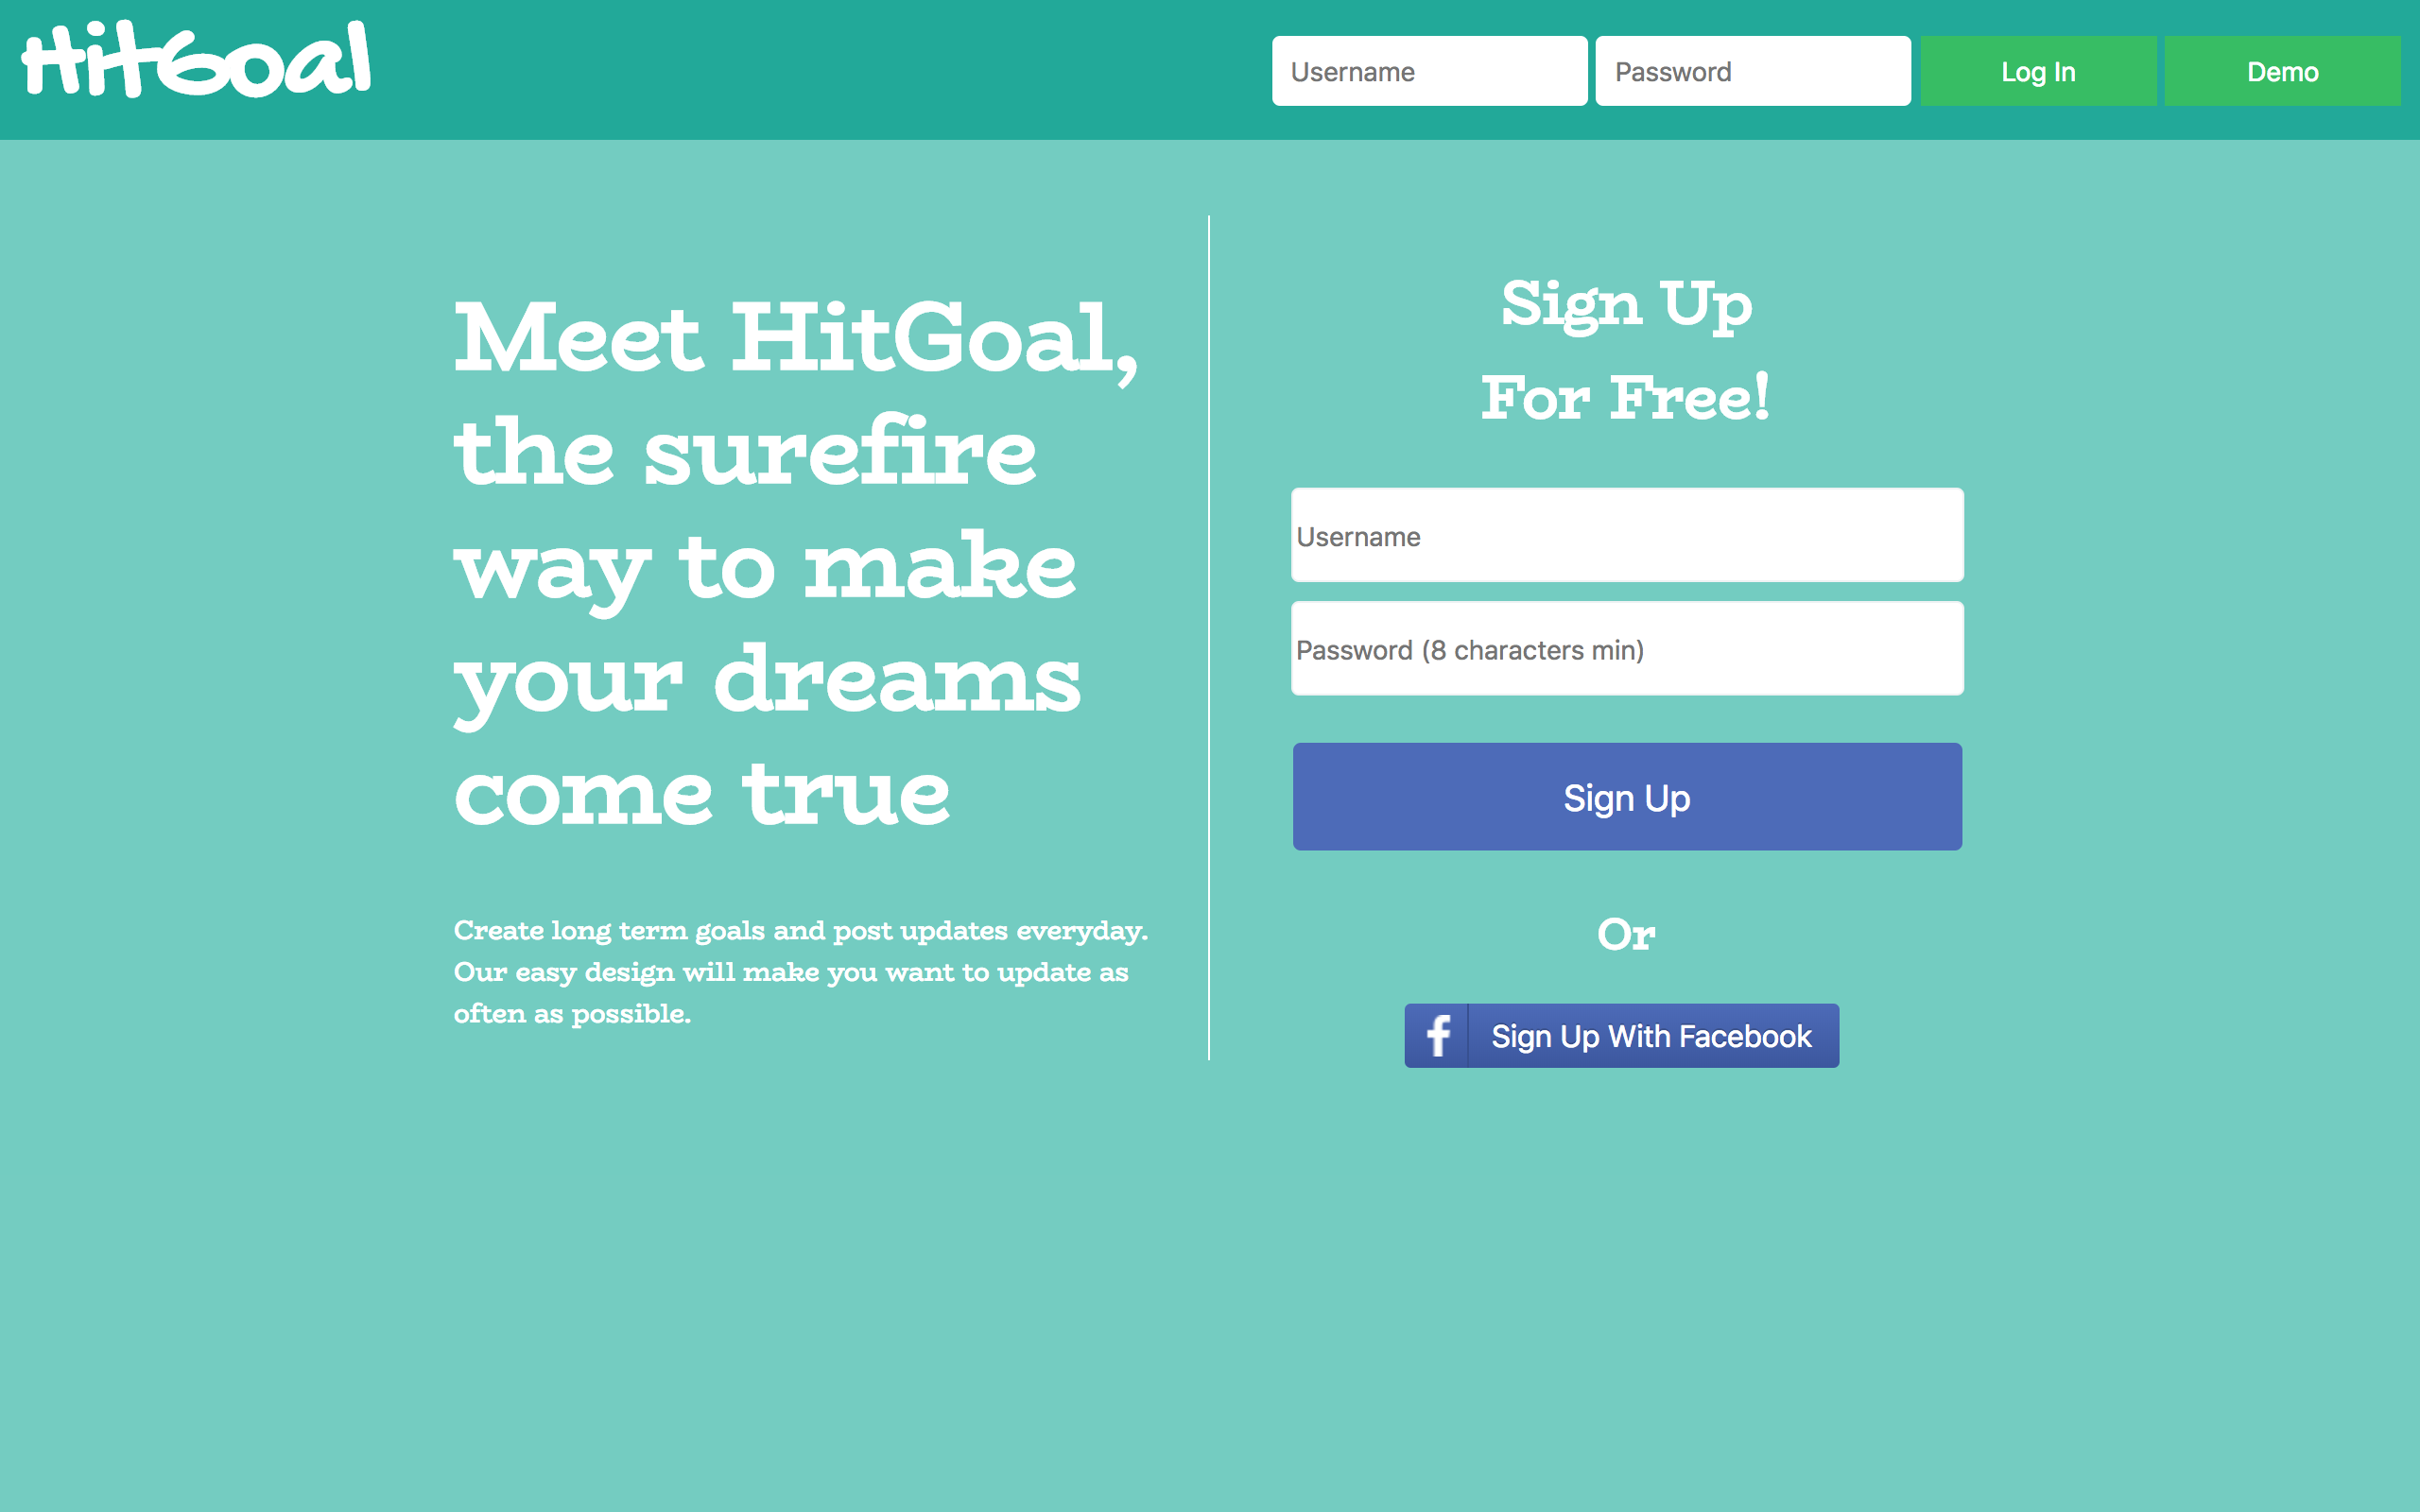 HitGoal
Username
Password
Log In
Demo
Meet HitGoal,
the surefire
way to make
your dreams
come true
Create long term goals and post updates everyday.
Our easy design will make you want to update as
often as possible.
Sign Up
For Free!
Username
Password (8 characters min)
Sign Up
Or
f
Sign Up With Facebook